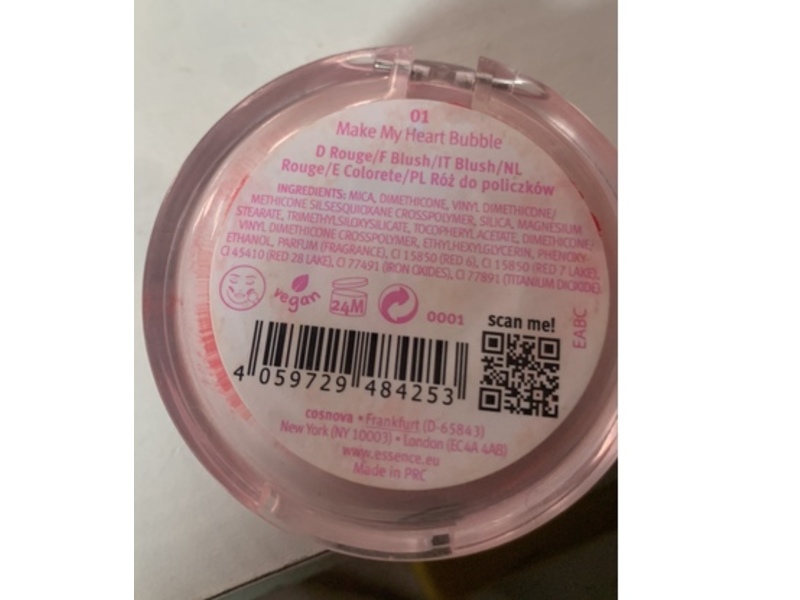 01
Make My Heart Bubble
D Rouge/F Blush/IT Blush/NL
Rouge/E Colorete/PL Róż do policzków
INGREDIENTS: MICA, DIMETHICONE, VINYL DIMETHICONE/
METHICONE SILSESQUIOXANE CROSSPOLYMER, SILICA, MAGNESIUM
STEARATE, TRIMETHYLSILOXYSILICATE, TOCOPHERYL ACETATE, DIMETHICONE/
VINYL DIMETHICONE CROSSPOLYMER, ETHYLHEXYLGLYCERIN, PHENOXY-
ETHANOL, PARFUM (FRAGRANCE), CI 15850 (RED 6), CI 15850 (RED 7 LAKE),
CI 45410 (RED 28 LAKE), CI 77491 (IRON OXIDES), CI 77891 (TITANIUM DIOXIDE).
vegan
24M
0001
scan me!
EABC
4 059729 484253
cosnova • Frankfurt (D-65843)
New York (NY 10003) • London (EC4A 4AB)
www.essence.eu
Made in PRC